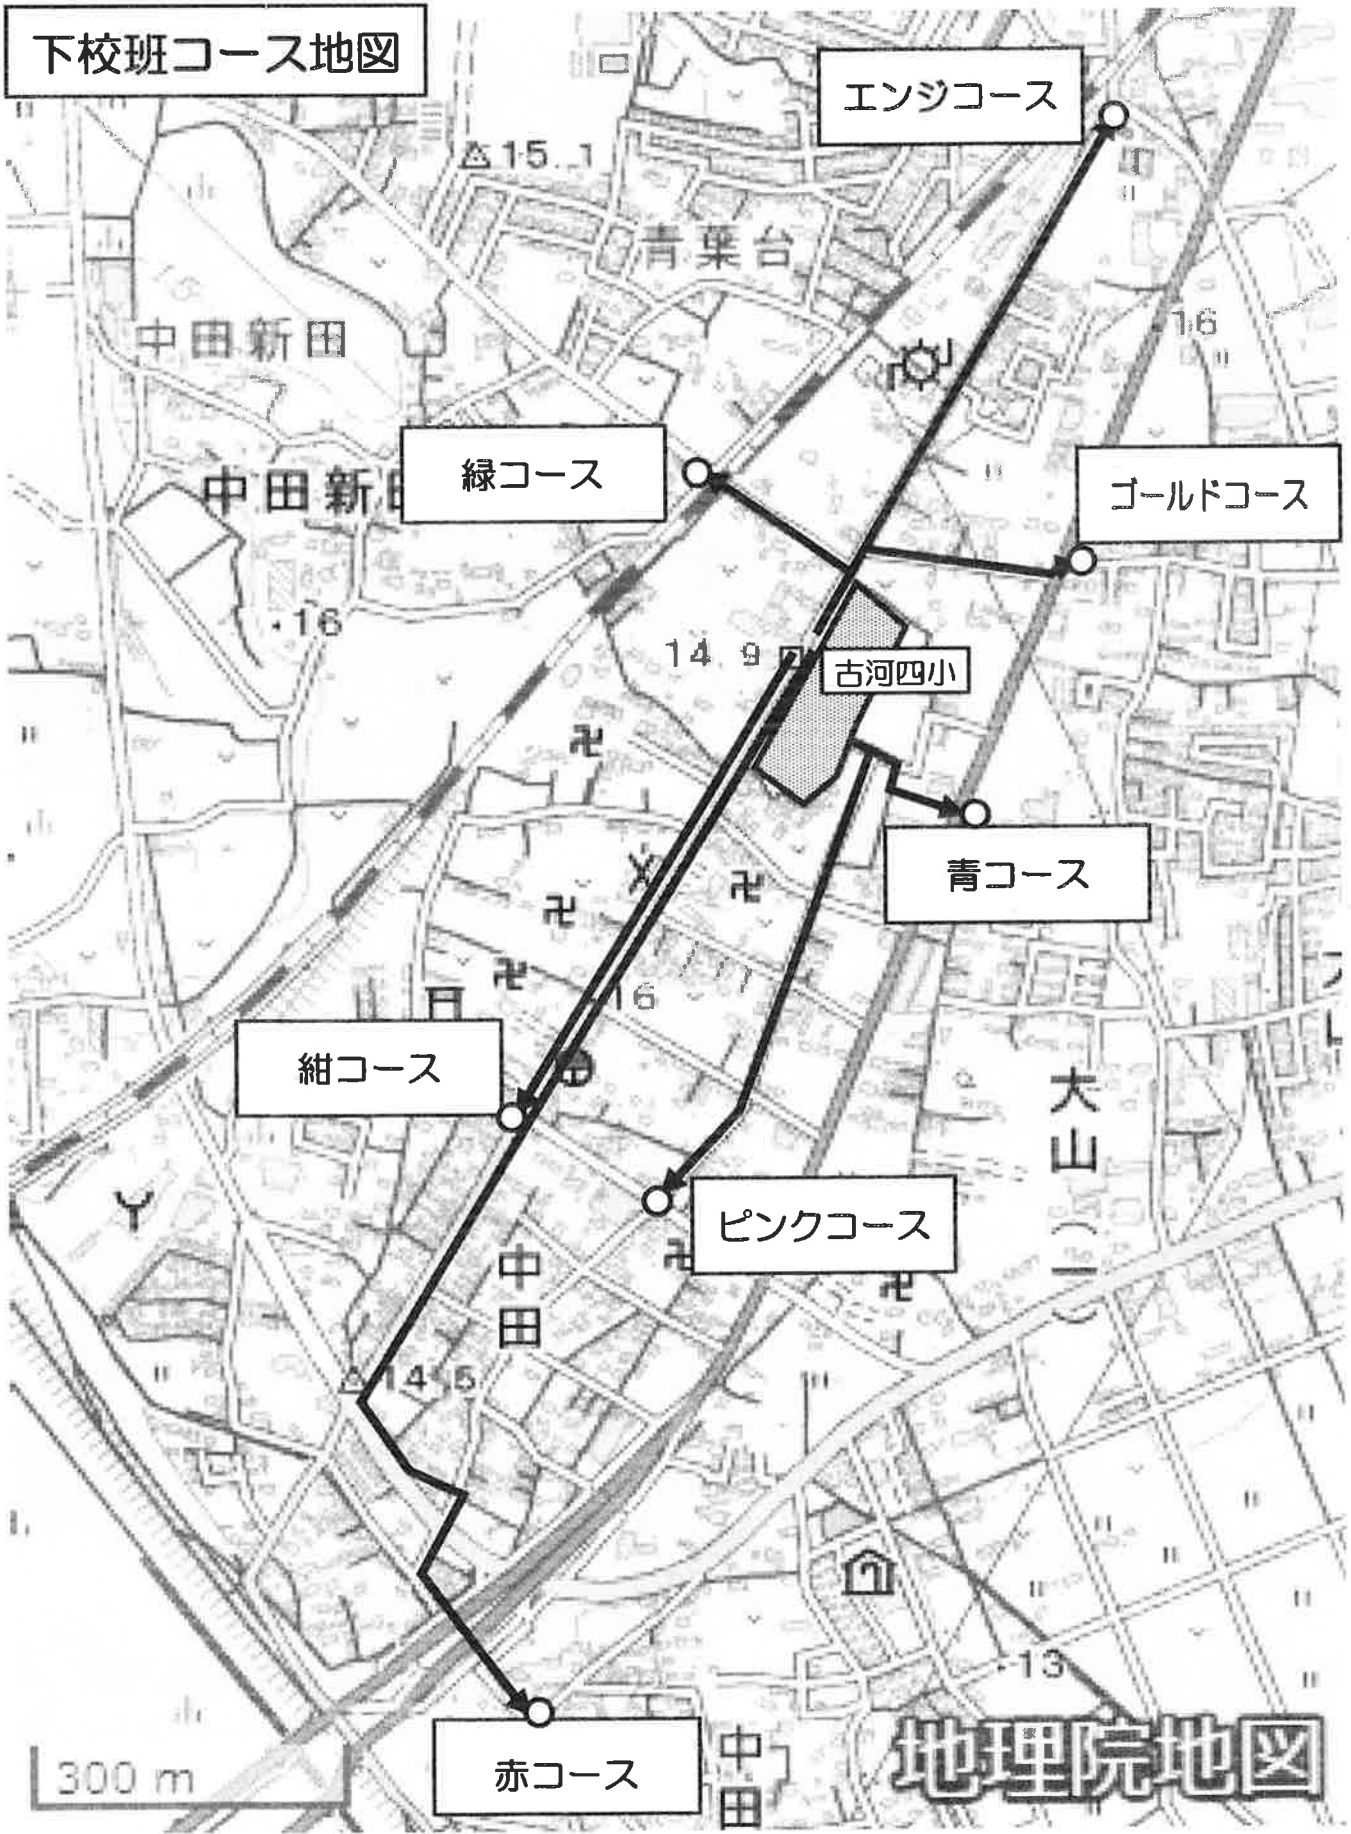 下校班コース地図
エンジコース
15.1
青葉台
16
中田新田
緑コース
ゴールドコース
中田新
16
14.9
古河四小
青コース
16
紺コース
大山(一)
ピンクコース
中田
14.6
13
地理院地図
300 m
赤コース
中田